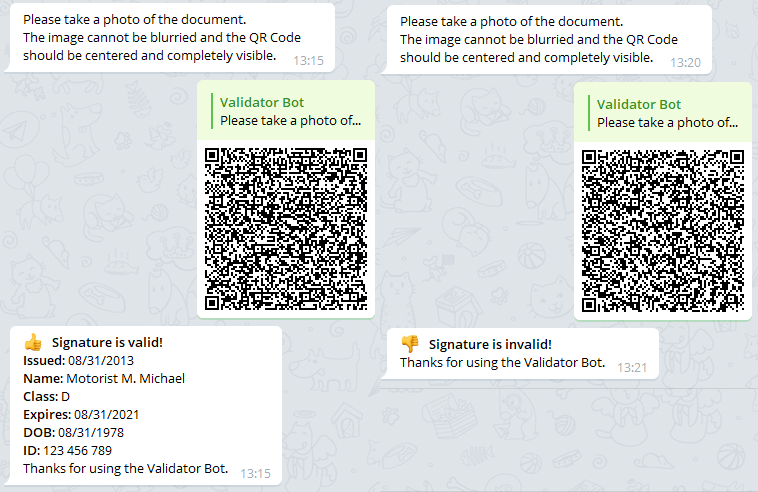 Please take a photo of the document.
The image cannot be blurried and the QR Code
should be centered and completely visible. 13:15
Validator Bot
Please take a photo of...
👍 Signature is valid!
Issued: 08/31/2013
Name: Motorist M. Michael
Class: D
Expires: 08/31/2021
DOB: 08/31/1978
ID: 123 456 789
Thanks for using the Validator Bot. 13:15
Please take a photo of the document.
The image cannot be blurried and the QR Code
should be centered and completely visible. 13:20
Validator Bot
Please take a photo of...
👎 Signature is invalid!
Thanks for using the Validator Bot. 13:21